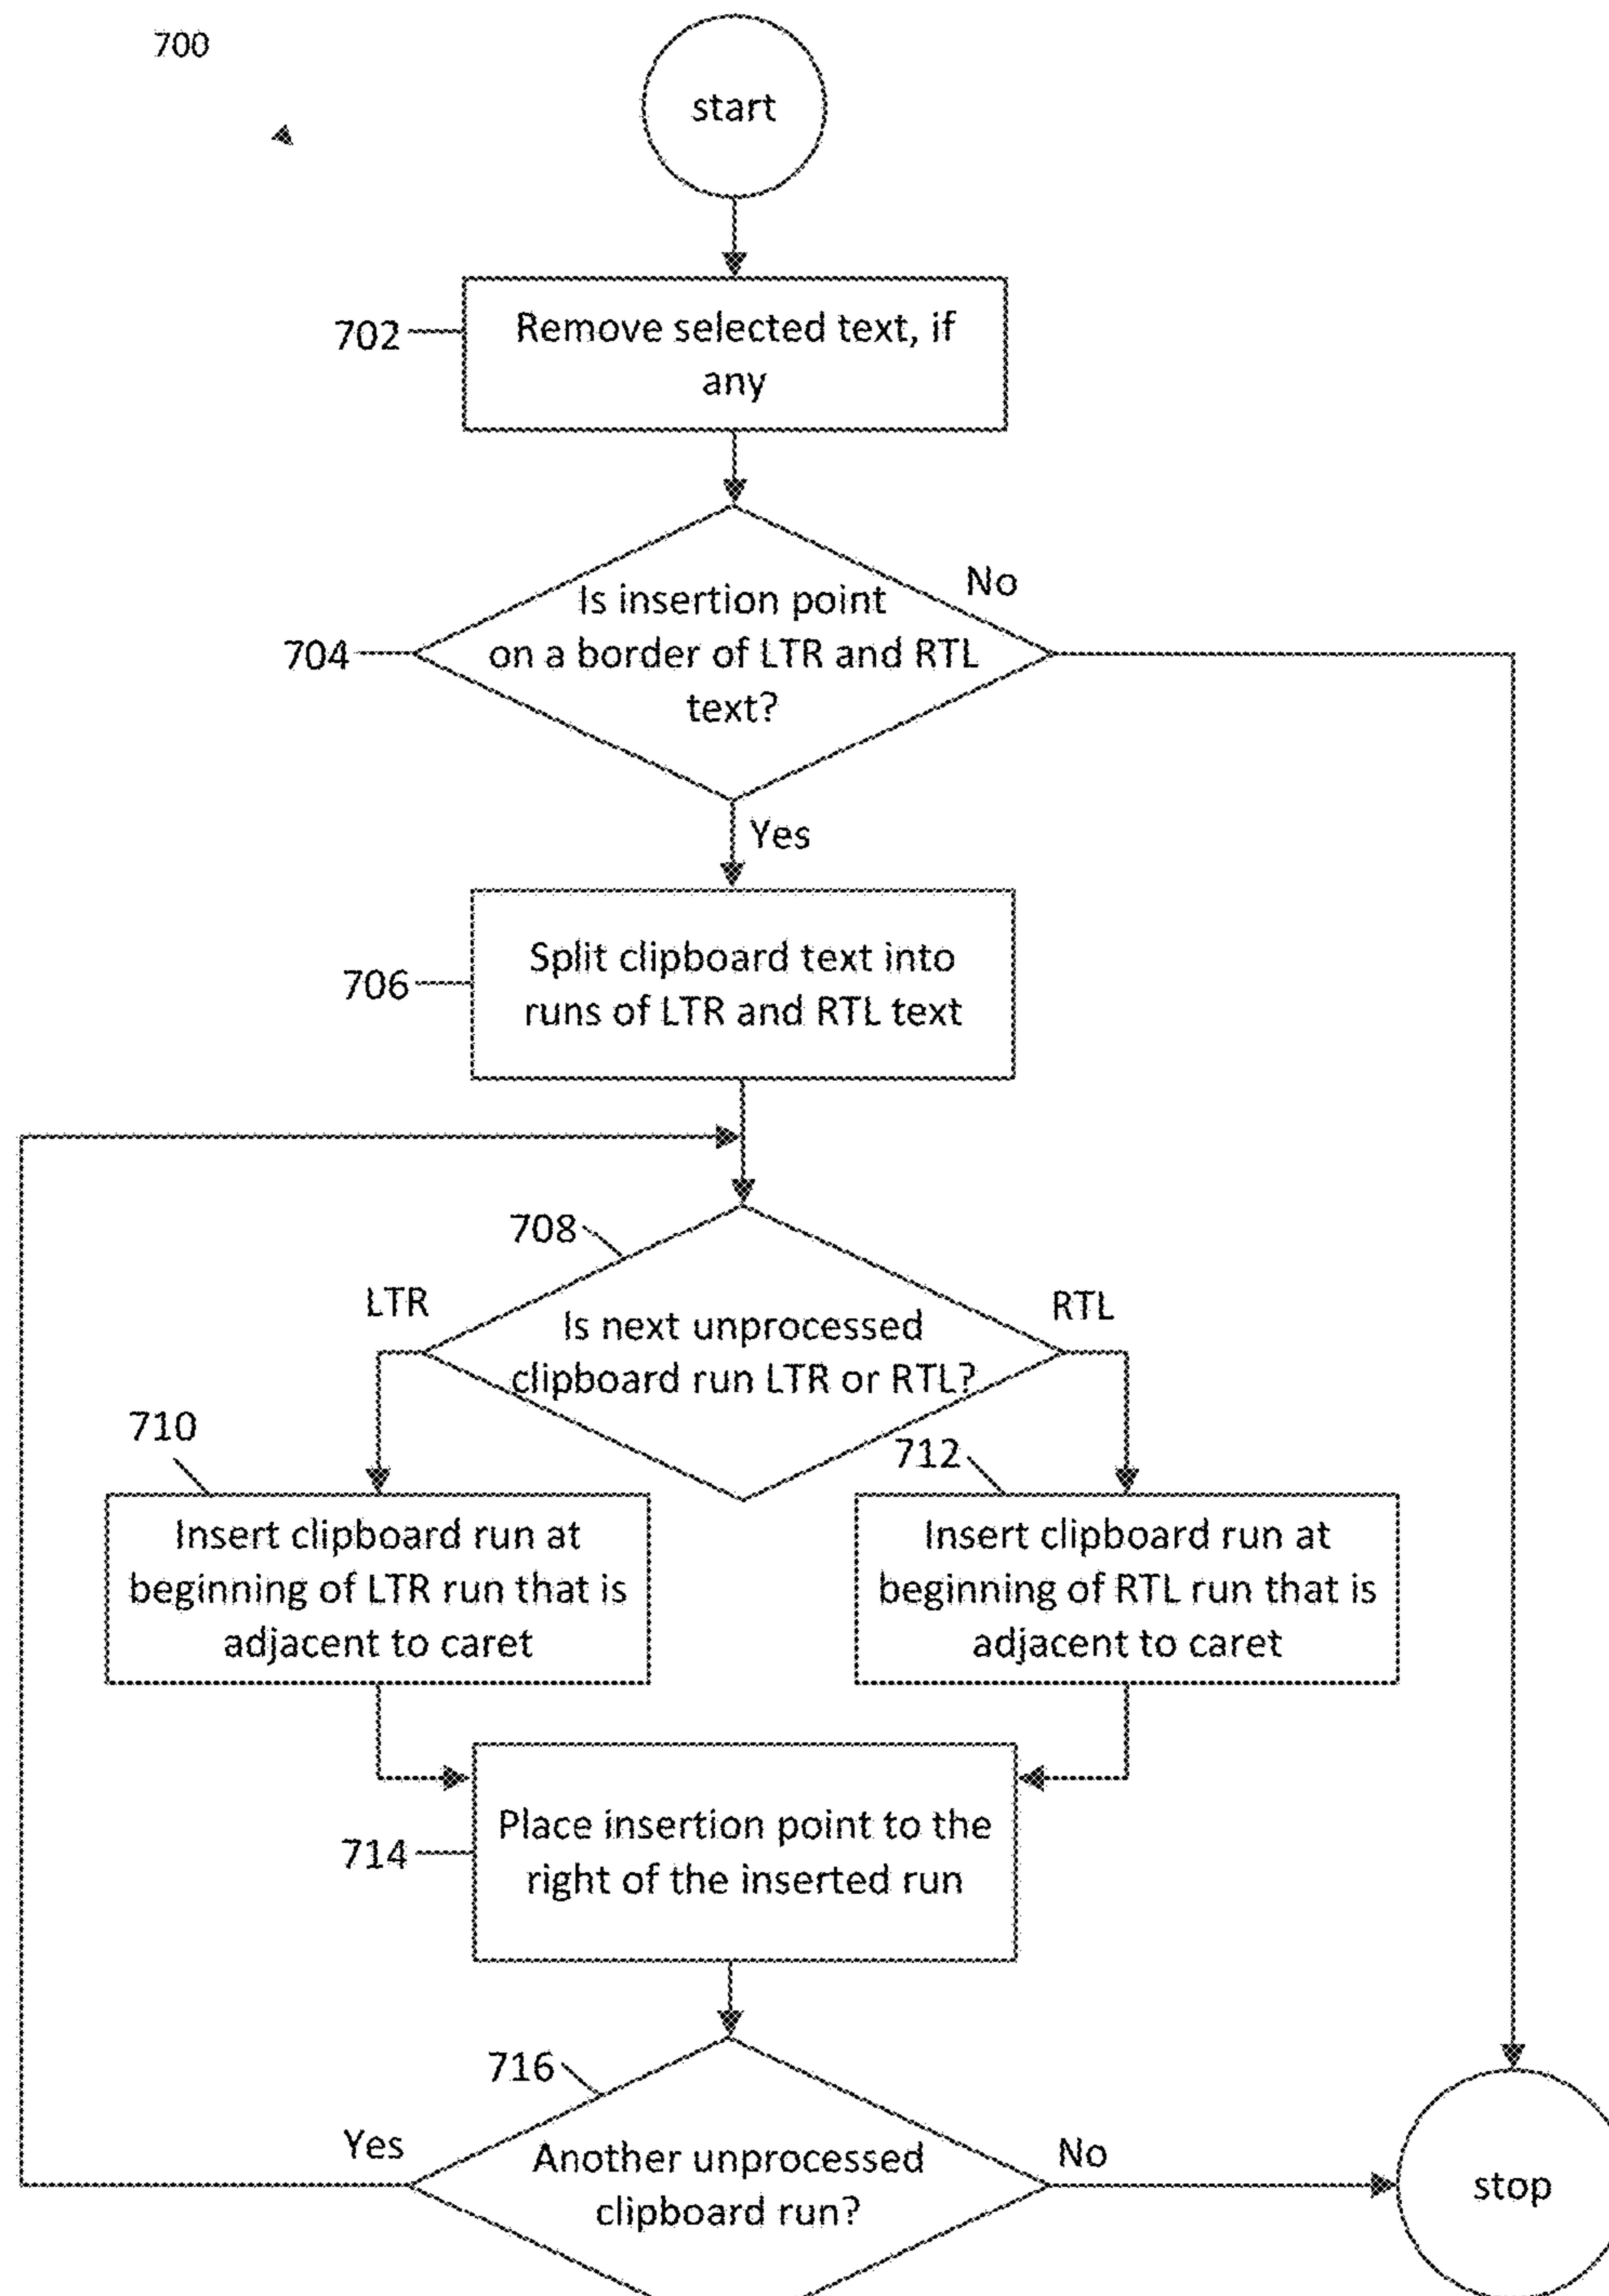 700
start
702
Remove selected text, if
any
No
Is insertion point
704
on a border of LTR and RTL
text?
Yes
Split clipboard text into
706
runs of LTR and RTL text
708
LTR
RTL
Is next unprocessed
clipboard run LTR or RTL?
710
712
Insert clipboard run at
beginning of LTR run that is
adjacent to caret
Insert clipboard run at
beginning of RTL run that is
adjacent to caret
Place insertion point to the
714
right of the inserted run
716
Yes
No
Another unprocessed
clipboard run?
stop